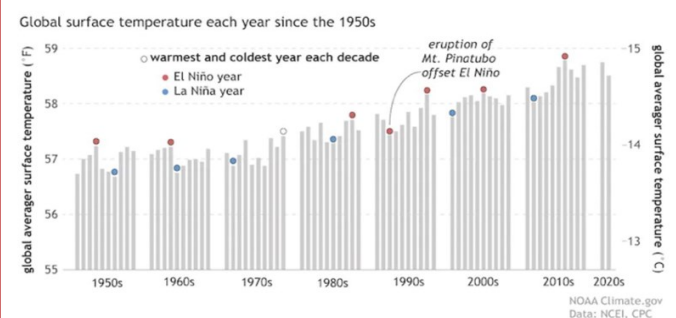 Global surface temperature each year since the 1950s
global averager surface temperature (°F)
59
58
57
56
55
warmest and coldest year each decade
El Niño year
La Niña year
eruption of
Mt. Pinatubo
offset El Niño
15
14
13
global averager surface temperature (°C)
1950s 1960s 1970s 1980s 1990s 2000s 2010s 2020s
NOAA Climate.gov
Data: NCEI, CPC